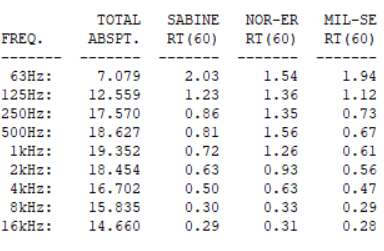 TOTAL SABINE NOR-ER MIL-SE
FREQ. ABSPT. RT(60) RT(60) RT(60)
------- ------- ------- ------- -------
63Hz: 7.079 2.03 1.54 1.94
125Hz: 12.559 1.23 1.36 1.12
250Hz: 17.570 0.86 1.35 0.73
500Hz: 18.627 0.81 1.56 0.67
1kHz: 19.352 0.72 1.26 0.61
2kHz: 18.454 0.63 0.93 0.56
4kHz: 16.702 0.50 0.63 0.47
8kHz: 15.835 0.30 0.33 0.29
16kHz: 14.660 0.29 0.31 0.28